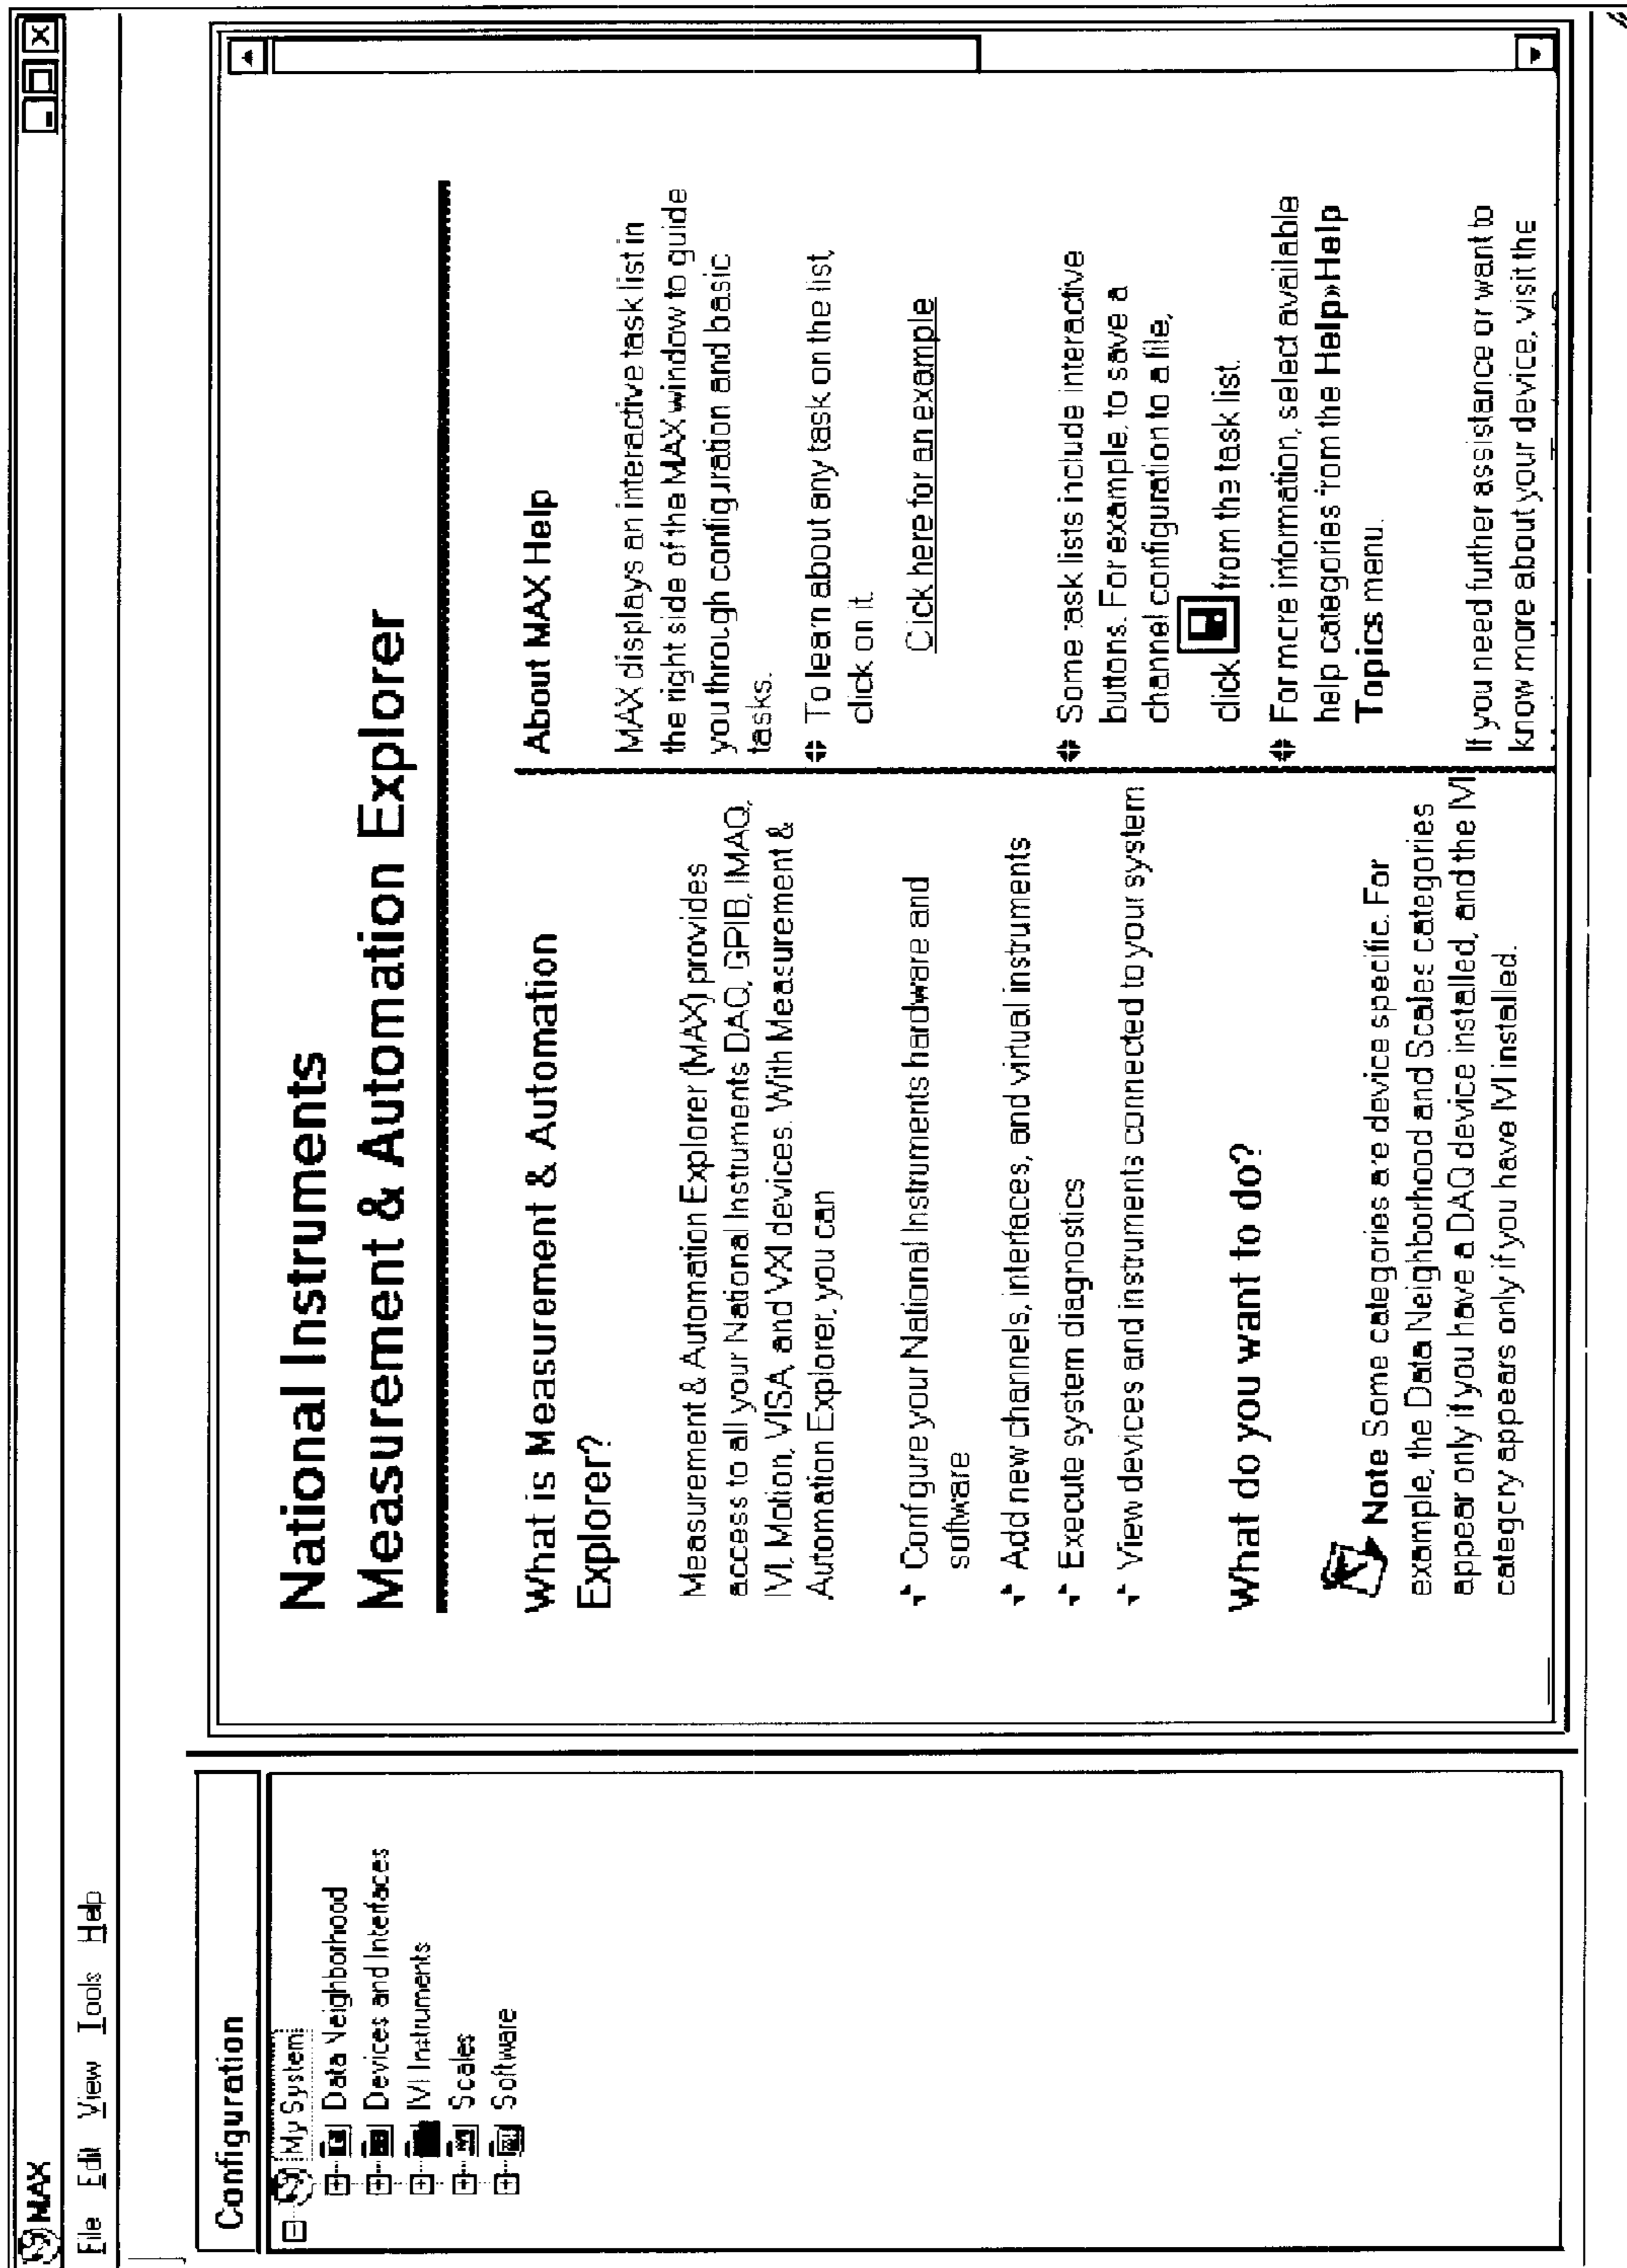 MAX
File Edit View Tools Help
Configuration
My System
Data Neighborhood
Devices and Interfaces
IVI Instruments
Scales
Software
National Instruments
Measurement & Automation Explorer
What is Measurement & Automation
Explorer?
Measurement & Automation Explorer (MAX) provides
access to all your National Instruments DAQ, GPIB, IMAQ,
IVI, Motion, VISA, and VXI devices. With Measurement &
Automation Explorer, you can
Configure your National Instruments hardware and
software
Add new channels, interfaces, and virtual instruments
Execute system diagnostics
View devices and instruments connected to your system
What do you want to do?
Note Some categories are device specific. For
example, the Data Neighborhood and Scales categories
appear only if you have a DAQ device installed, and the IVI
category appears only if you have IVI installed.
About MAX Help
MAX displays an interactive task list in
the right side of the MAX window to guide
you through configuration and basic
tasks.
To learn about any task on the list,
click on it.
Click here for an example
Some task lists include interactive
buttons. For example, to save a
channel configuration to a file,
click from the task list.
For more information, select available
help categories from the Help»Help
Topics menu.
If you need further assistance or want to
know more about your device, visit the